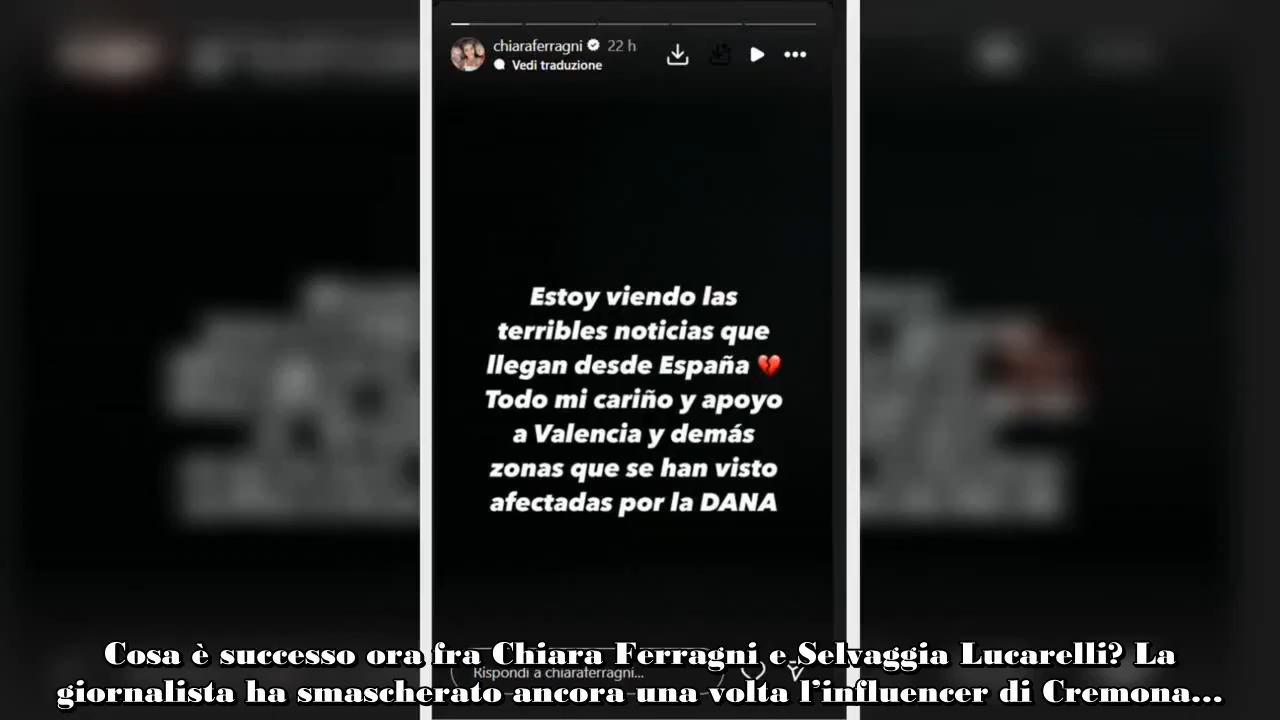 chiaraferragni 22 h
Vedi traduzione
Estoy viendo las
terribles noticias que
llegan desde España 💔
Todo mi cariño y apoyo
a Valencia y demás
zonas que se han visto
afectadas por la DANA
Rispondi a chiaraferragni...
Cosa è successo ora fra Chiara Ferragni e Selvaggia Lucarelli? La
giornalista ha smascherato ancora una volta l'influencer di Cremona...